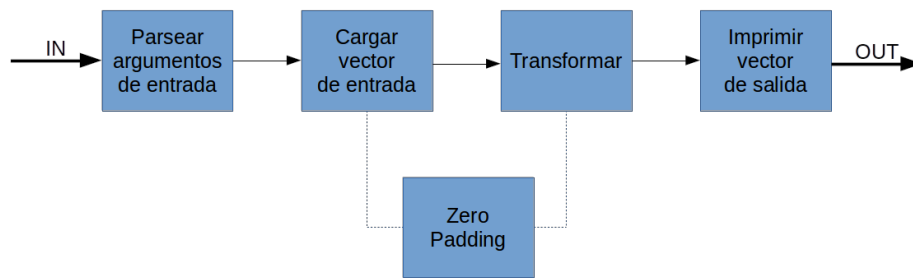 IN
Parsear
argumentos
de entrada
Cargar
vector
de entrada
Transformar
Imprimir
vector
de salida
OUT
Zero
Padding